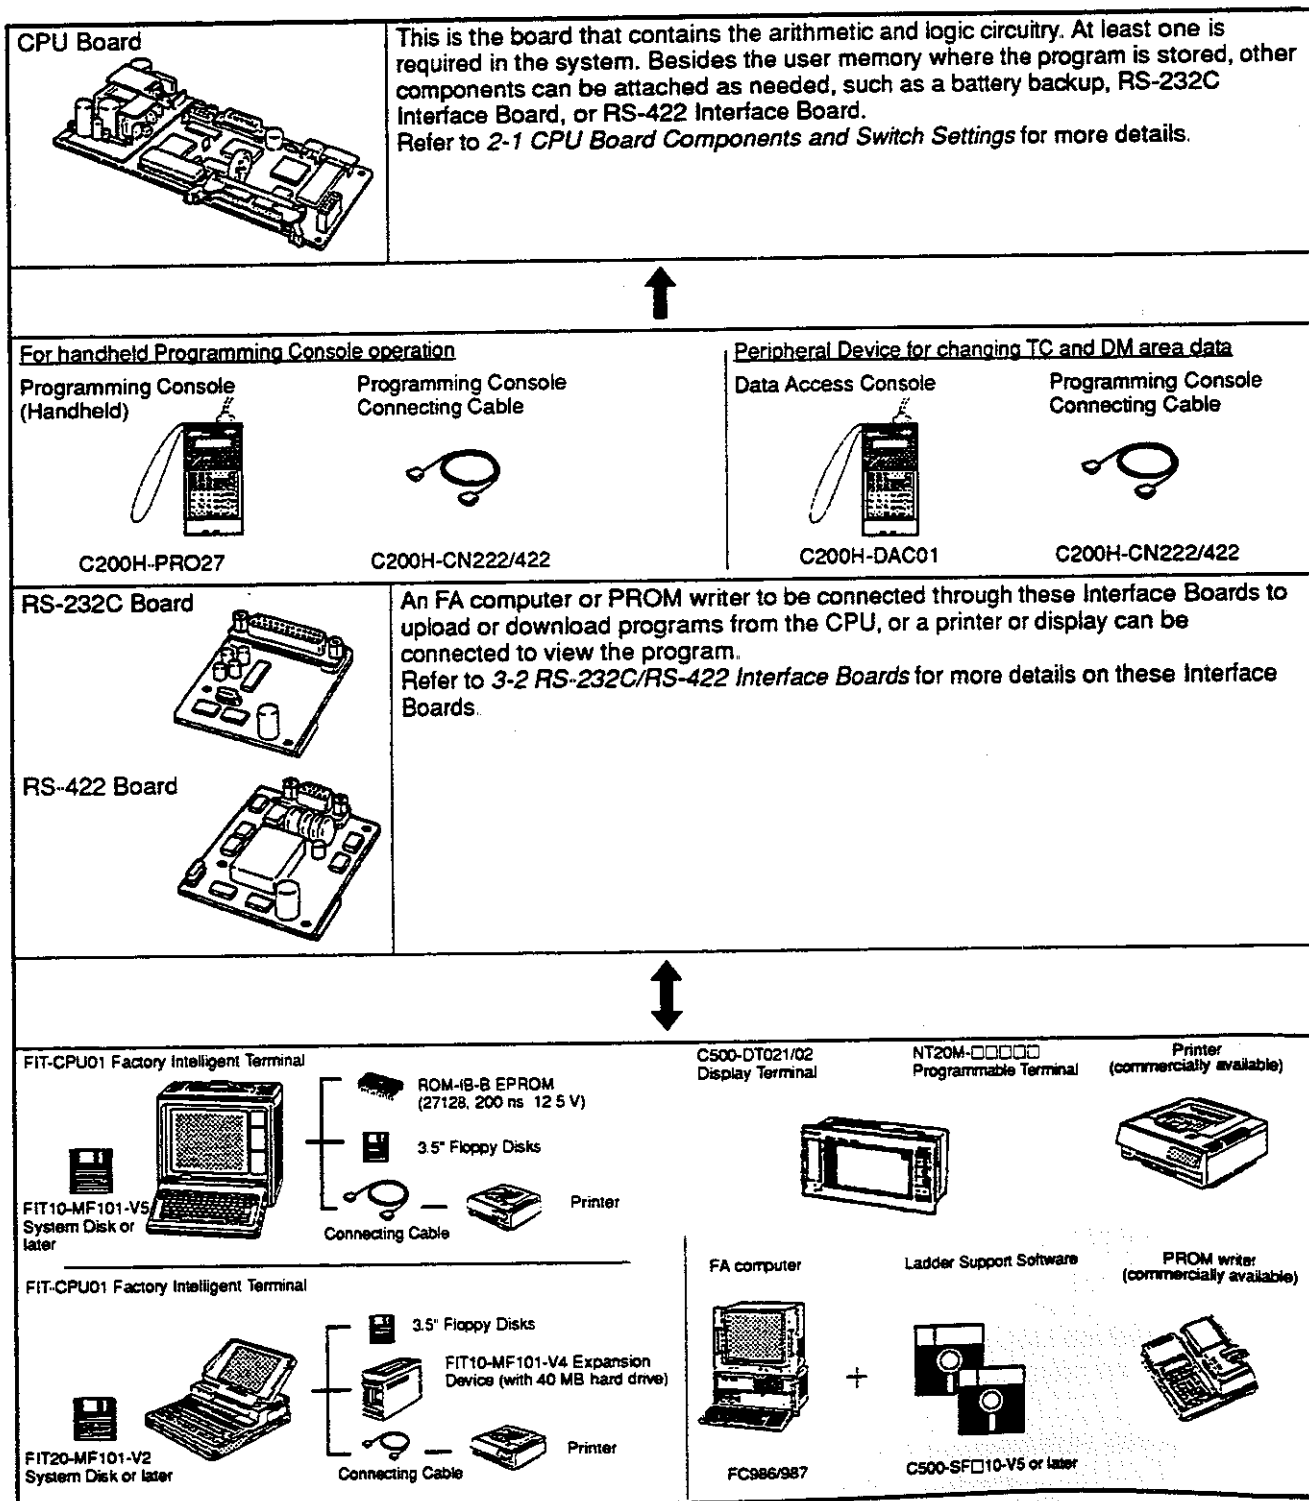 CPU Board
This is the board that contains the arithmetic and logic circuitry. At least one is
required in the system. Besides the user memory where the program is stored, other
components can be attached as needed, such as a battery backup, RS-232C
Interface Board, or RS-422 Interface Board.
Refer to 2-1 CPU Board Components and Switch Settings for more details.
For handheld Programming Console operation
Programming Console
(Handheld)
Programming Console
Connecting Cable
C200H-PRO27
C200H-CN222/422
Peripheral Device for changing TC and DM area data
Data Access Console
Programming Console
Connecting Cable
C200H-DAC01
C200H-CN222/422
RS-232C Board
RS-422 Board
An FA computer or PROM writer to be connected through these Interface Boards to
upload or download programs from the CPU, or a printer or display can be
connected to view the program.
Refer to 3-2 RS-232C/RS-422 Interface Boards for more details on these Interface
Boards.
FIT-CPU01 Factory Intelligent Terminal
ROM-IB-B EPROM
(27128, 200 ns 12 5 V)
3.5" Floppy Disks
FIT10-MF101-V5
System Disk or
later
Connecting Cable
Printer
FIT-CPU01 Factory Intelligent Terminal
3.5" Floppy Disks
FIT10-MF101-V4 Expansion
Device (with 40 MB hard drive)
FIT20-MF101-V2
System Disk or later
Connecting Cable
Printer
C500-DT021/02
Display Terminal
NT20M-□□□□□
Programmable Terminal
Printer
(commercially available)
FA computer
Ladder Support Software
PROM writer
(commercially available)
+
FC986/987
C500-SF□10-V5 or later